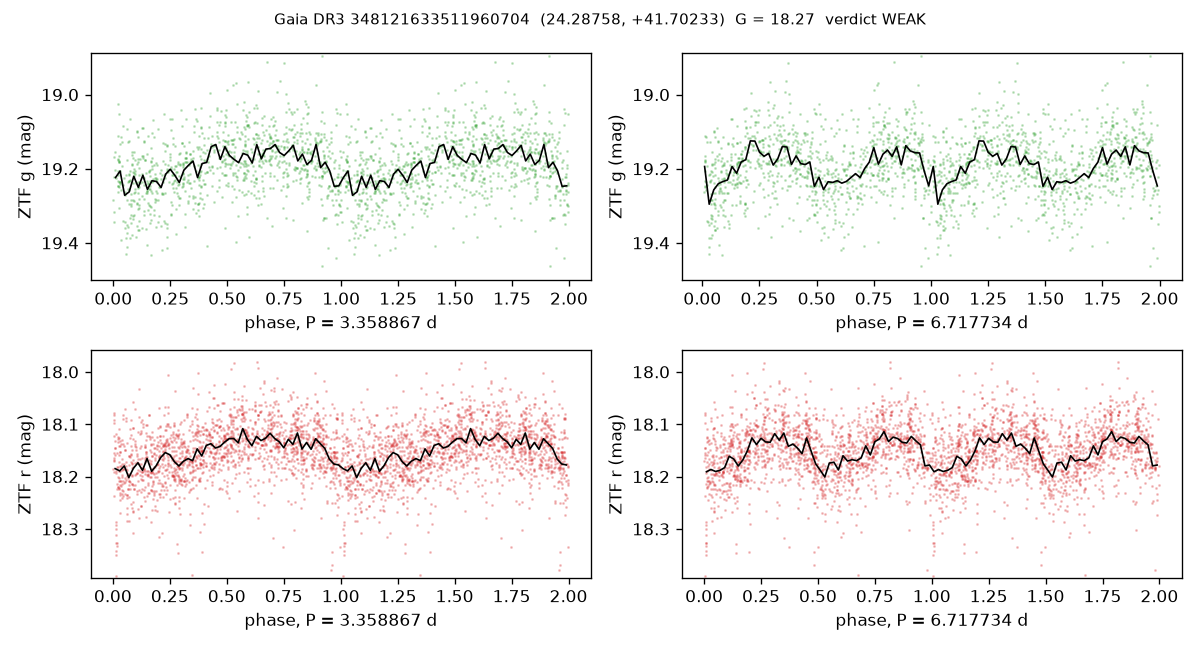 Gaia DR3 348121633511960704 (24.28758, +41.70233) G = 18.27 verdict WEAK
ZTF g (mag)
19.0
19.2
19.4
0.00 0.25 0.50 0.75 1.00 1.25 1.50 1.75 2.00
phase, P = 3.358867 d
ZTF g (mag)
19.0
19.2
19.4
0.00 0.25 0.50 0.75 1.00 1.25 1.50 1.75 2.00
phase, P = 6.717734 d
ZTF r (mag)
18.0
18.1
18.2
18.3
0.00 0.25 0.50 0.75 1.00 1.25 1.50 1.75 2.00
phase, P = 3.358867 d
ZTF r (mag)
18.0
18.1
18.2
18.3
0.00 0.25 0.50 0.75 1.00 1.25 1.50 1.75 2.00
phase, P = 6.717734 d